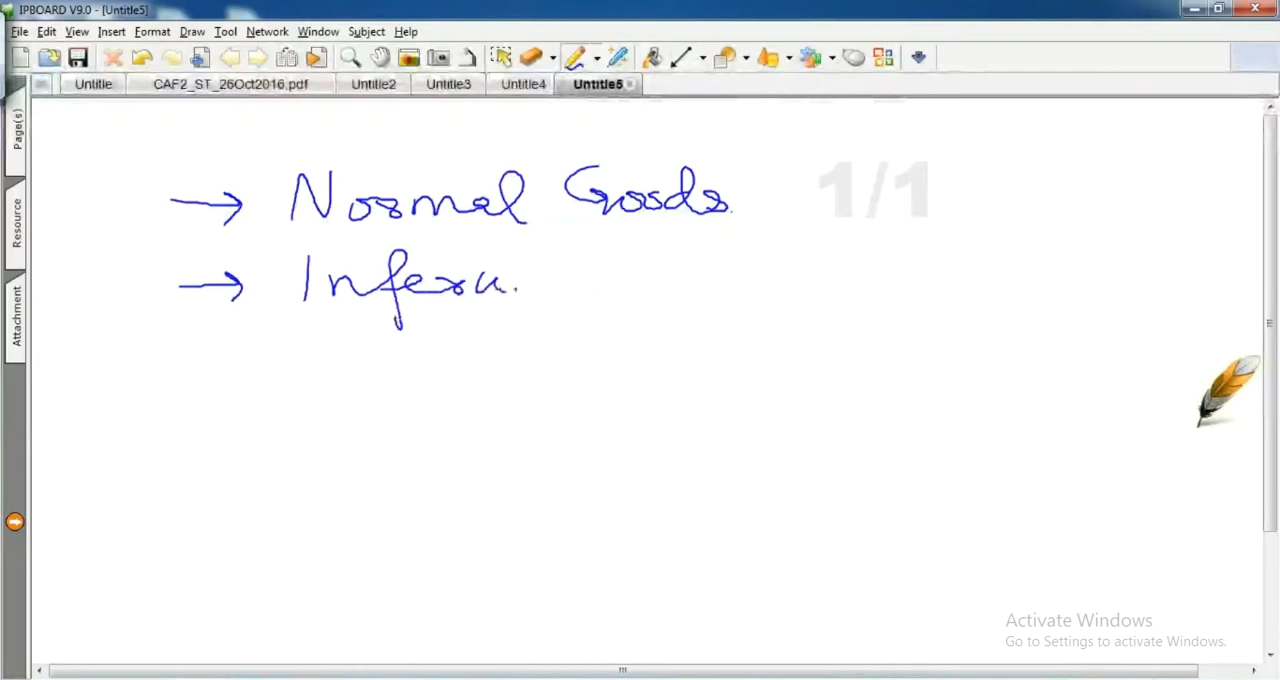 IPBOARD V9.0 - [Untitle5]
File Edit View Insert Format Draw Tool Network Window Subject Help
Untitle CAF2_ST_26Oct2016.pdf Untitle2 Untitle3 Untitle4 Untitle5
Page(s)
Resource
Attachment
1/1
→ Normal Goods.
→ Inferi
Activate Windows
Go to Settings to activate Windows.